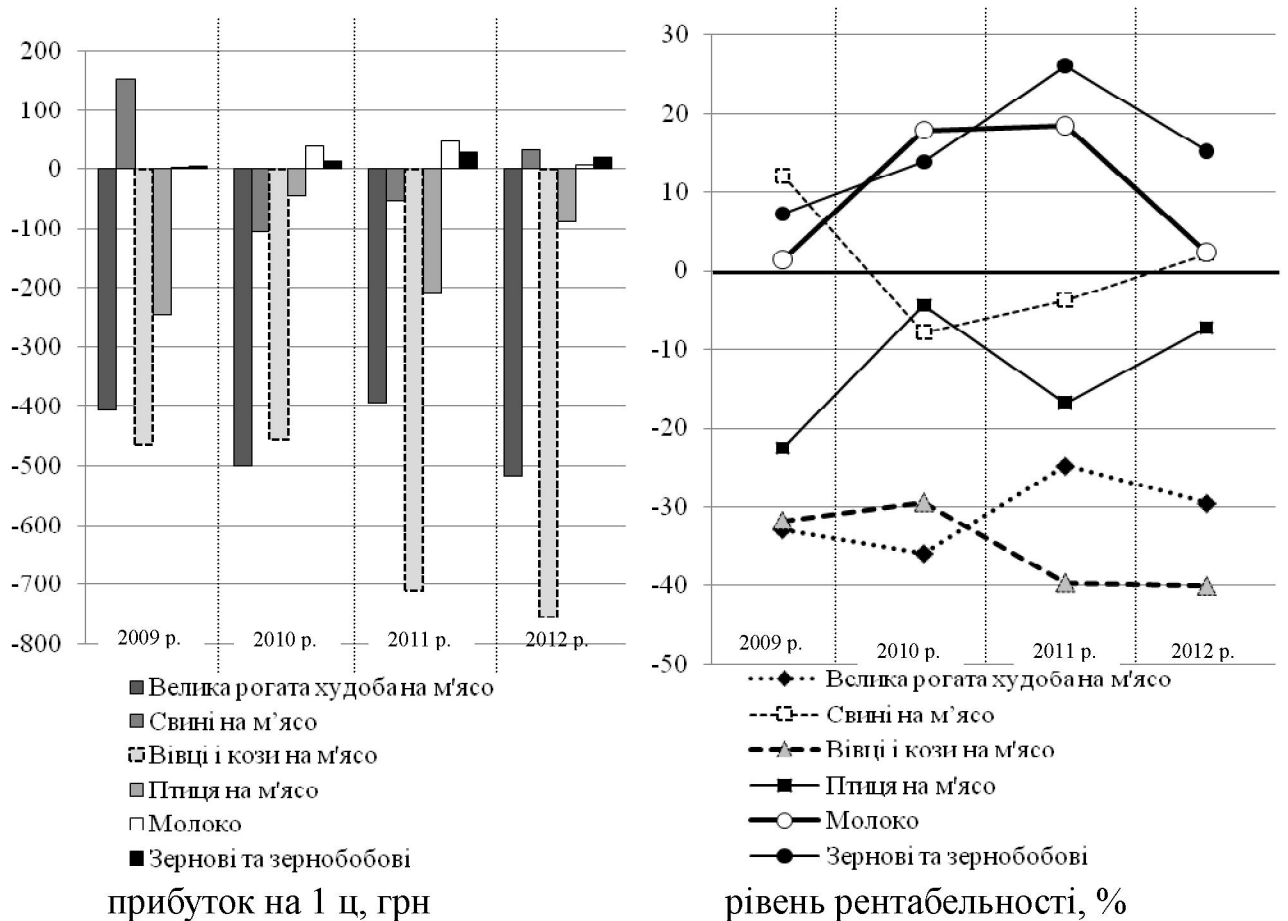 200
100
0
-100
-200
-300
-400
-500
-600
-700
-800
2009 р.
2010 р.
2011 р.
2012 р.
Велика рогата худоба на м'ясо
Свині на м'ясо
Вівці і кози на м'ясо
Птиця на м'ясо
Молоко
Зернові та зернобобові
прибуток на 1 ц, грн
30
20
10
0
-10
-20
-30
-40
-50
2009 р.
2010 р.
2011 р.
2012 р.
Велика рогата худоба на м'ясо
Свині на м'ясо
Вівці і кози на м'ясо
Птиця на м'ясо
Молоко
Зернові та зернобобові
рівень рентабельності, %